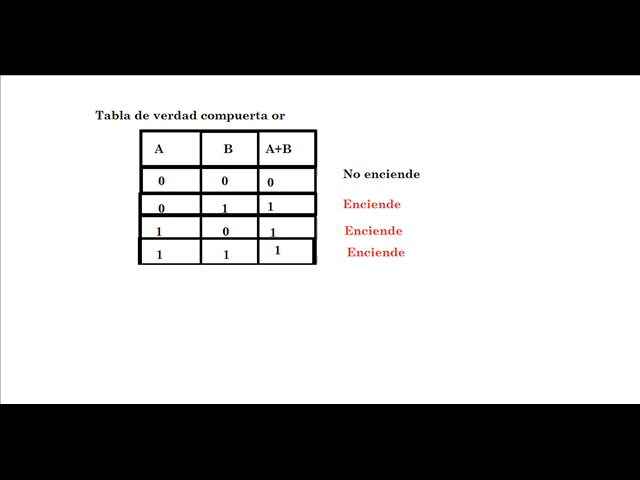 Tabla de verdad compuerta or
A B A+B
0 0 0 No enciende
0 1 1 Enciende
1 0 1 Enciende
1 1 1 Enciende